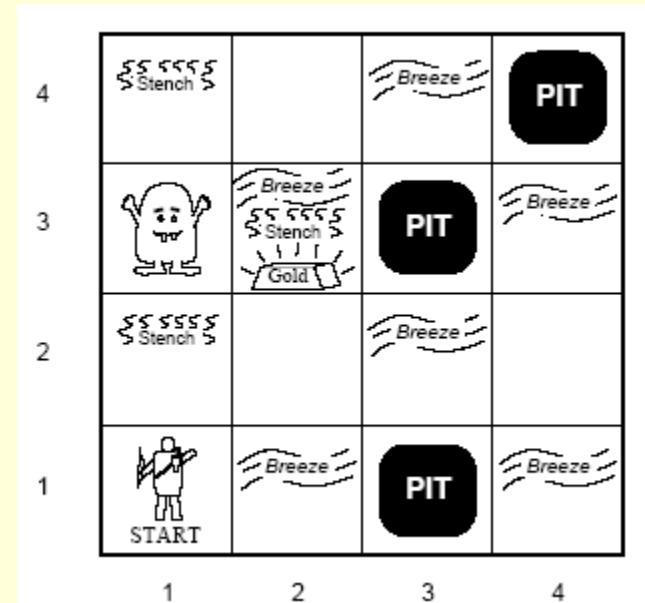 4 Stench Breeze PIT
3 Breeze PIT Breeze
Stench
Gold
2 Stench Breeze
1 Breeze PIT Breeze
START
1 2 3 4